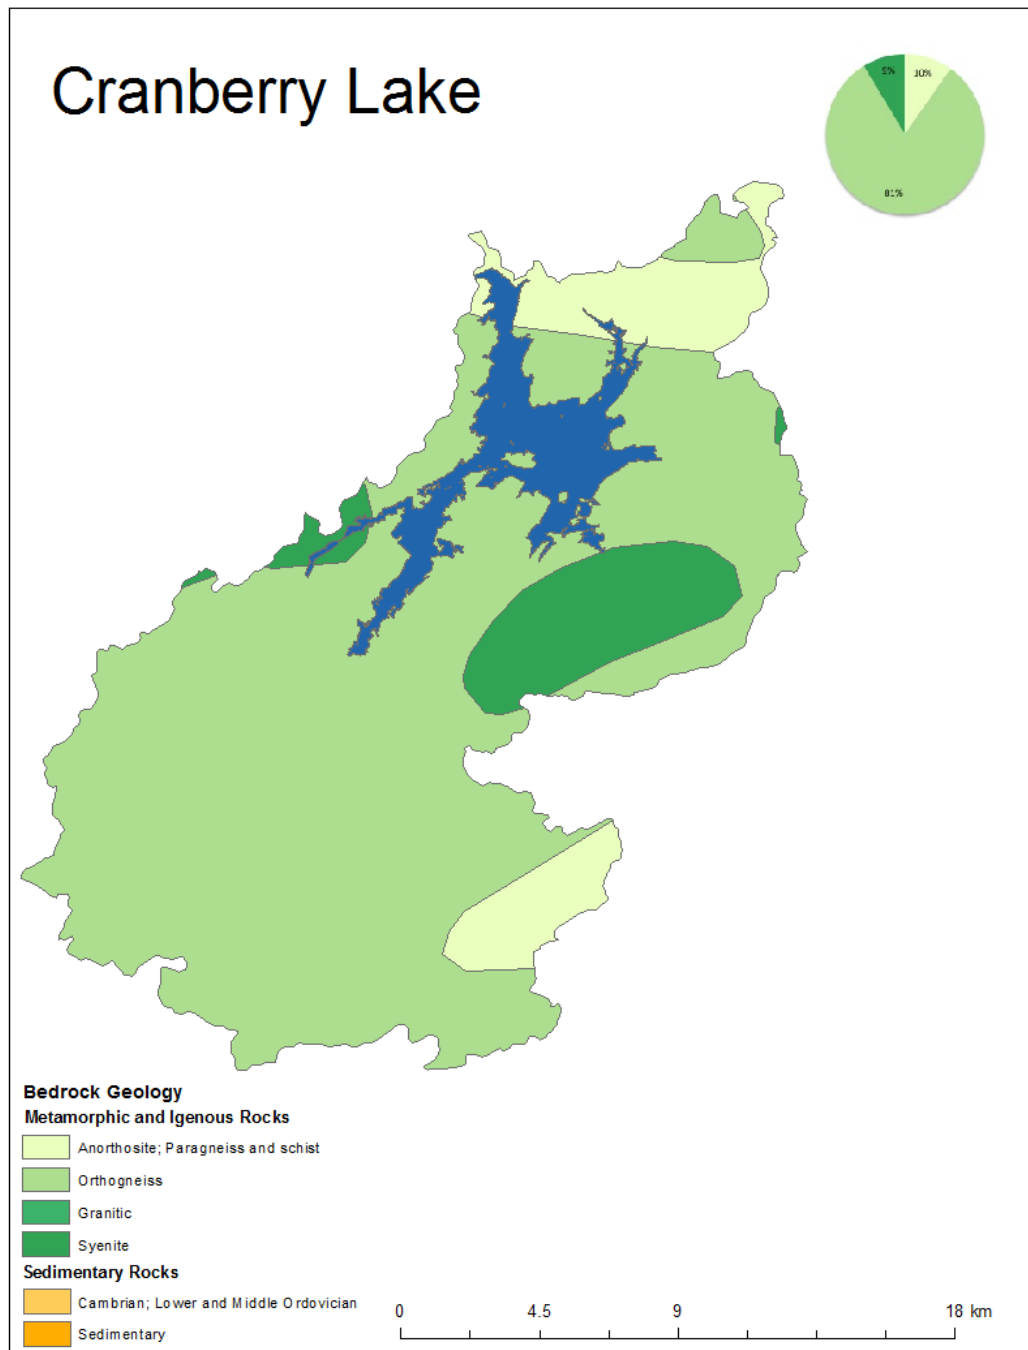 Cranberry Lake
9%
10%
81%
Bedrock Geology
Metamorphic and Igenous Rocks
Anorthosite; Paragneiss and schist
Orthogneiss
Granitic
Syenite
Sedimentary Rocks
Cambrian; Lower and Middle Ordovician
Sedimentary
0 4.5 9 18 km